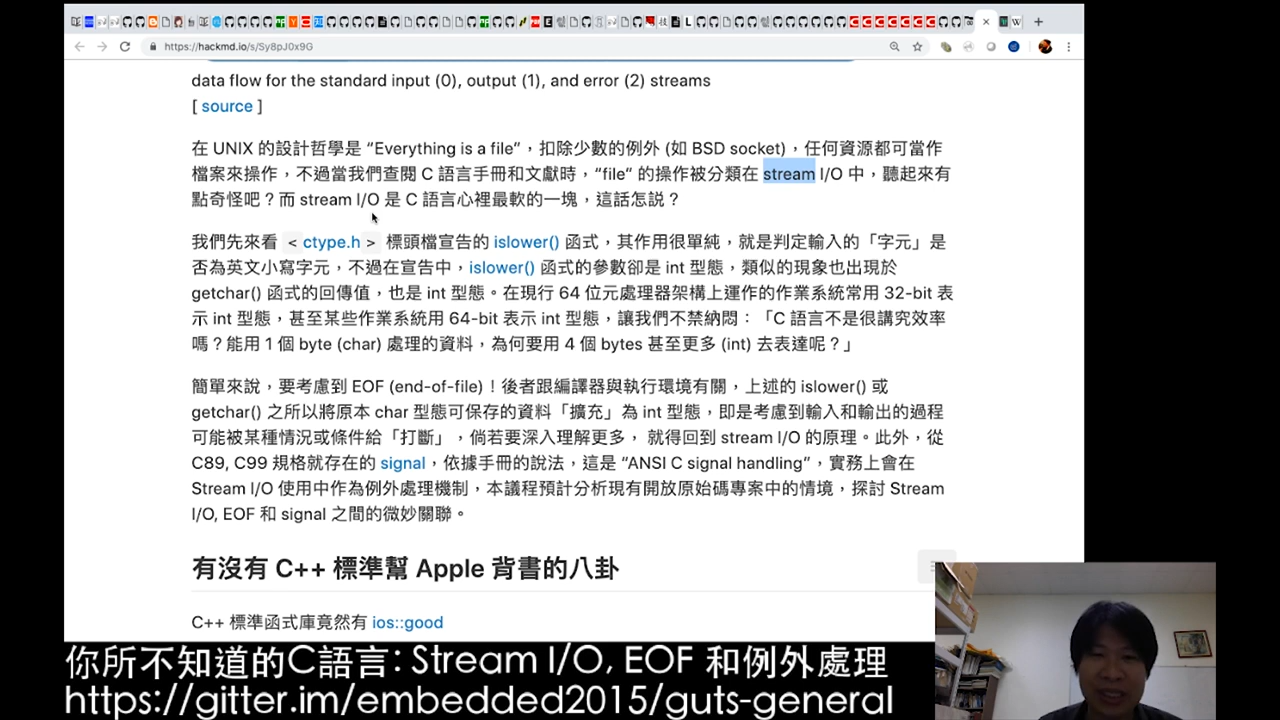 https://hackmd.io/s/Sy8pJ0x9G
data flow for the standard input (0), output (1), and error (2) streams
[ source ]
在 UNIX 的設計哲學是 “Everything is a file”，扣除少數的例外 (如 BSD socket)，任何資源都可當作
檔案來操作，不過當我們查閱 C 語言手冊和文獻時，“file” 的操作被分類在 stream I/O 中，聽起來有
點奇怪吧？而 stream I/O 是 C 語言心裡最軟的一塊，這話怎説？
我們先來看 < ctype.h > 標頭檔宣告的 islower() 函式，其作用很單純，就是判定輸入的「字元」是
否為英文小寫字元，不過在宣告中，islower() 函式的參數卻是 int 型態，類似的現象也出現於
getchar() 函式的回傳值，也是 int 型態。在現行 64 位元處理器架構上運作的作業系統常用 32-bit 表
示 int 型態，甚至某些作業系統用 64-bit 表示 int 型態，讓我們不禁納悶：「C 語言不是很講究效率
嗎？能用 1 個 byte (char) 處理的資料，為何要用 4 個 bytes 甚至更多 (int) 去表達呢？」
簡單來說，要考慮到 EOF (end-of-file)！後者跟編譯器與執行環境有關，上述的 islower() 或
getchar() 之所以將原本 char 型態可保存的資料「擴充」為 int 型態，即是考慮到輸入和輸出的過程
可能被某種情況或條件給「打斷」，倘若要深入理解更多， 就得回到 stream I/O 的原理。此外，從
C89, C99 規格就存在的 signal，依據手冊的說法，這是 “ANSI C signal handling”，實務上會在
Stream I/O 使用中作為例外處理機制，本議程預計分析現有開放原始碼專案中的情境，探討 Stream
I/O, EOF 和 signal 之間的微妙關聯。
有沒有 C++ 標準幫 Apple 背書的八卦
C++ 標準函式庫竟然有 ios::good
你所不知道的C語言: Stream I/O, EOF 和例外處理
https://gitter.im/embedded2015/guts-general